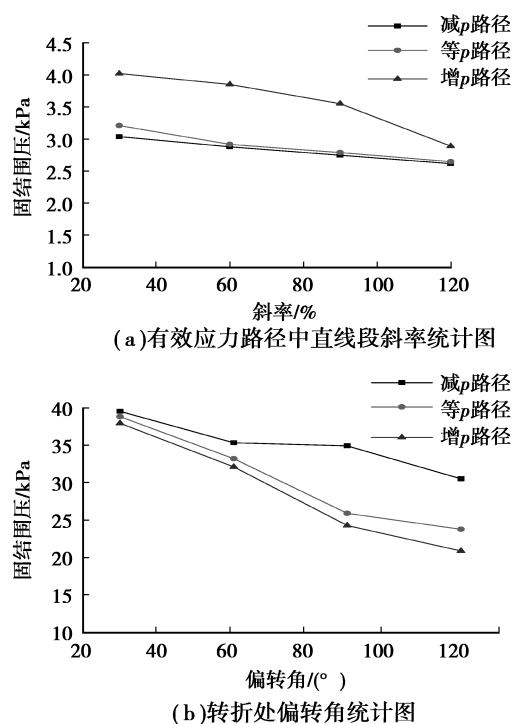 减p路径
等p路径
增p路径
4.5
4.0
3.5
3.0
2.5
2.0
1.5
1.0
固结围压/kPa
20 40 60 80 100 120
斜率/%
(a)有效应力路径中直线段斜率统计图
减p路径
等p路径
增p路径
40
35
30
25
20
15
10
固结围压/kPa
20 40 60 80 100 120
偏转角/(° )
(b)转折处偏转角统计图